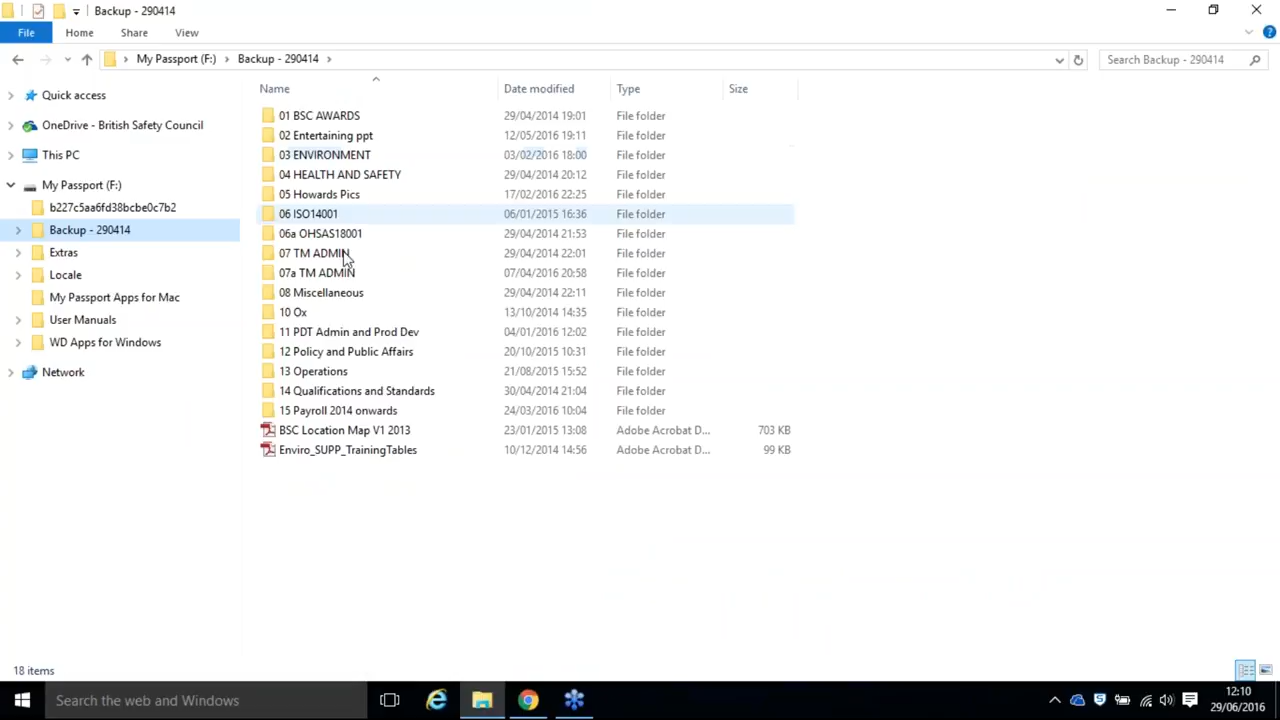 Backup - 290414
File Home Share View
My Passport (F:) Backup - 290414 Search Backup - 290414
Name Date modified Type Size
Quick access
OneDrive - British Safety Council
This PC
My Passport (F:)
b227c5aa6fd38bcbe0c7b2
Backup - 290414
Extras
Locale
My Passport Apps for Mac
User Manuals
WD Apps for Windows
Network
01 BSC AWARDS 29/04/2014 19:01 File folder
02 Entertaining ppt 12/05/2016 19:11 File folder
03 ENVIRONMENT 03/02/2016 18:00 File folder
04 HEALTH AND SAFETY 29/04/2014 20:12 File folder
05 Howards Pics 17/02/2016 22:25 File folder
06 ISO14001 06/01/2015 16:36 File folder
06a OHSAS18001 29/04/2014 21:53 File folder
07 TM ADMIN 29/04/2014 22:01 File folder
07a TM ADMIN 07/04/2016 20:58 File folder
08 Miscellaneous 29/04/2014 22:11 File folder
10 Ox 13/10/2014 14:35 File folder
11 PDT Admin and Prod Dev 04/01/2016 12:02 File folder
12 Policy and Public Affairs 20/10/2015 10:31 File folder
13 Operations 21/08/2015 15:52 File folder
14 Qualifications and Standards 30/04/2014 21:04 File folder
15 Payroll 2014 onwards 24/03/2016 10:04 File folder
BSC Location Map V1 2013 23/01/2015 13:08 Adobe Acrobat D... 703 KB
Enviro_SUPP_TrainingTables 10/12/2014 14:56 Adobe Acrobat D... 99 KB
18 items
Search the web and Windows
12:10
29/06/2016